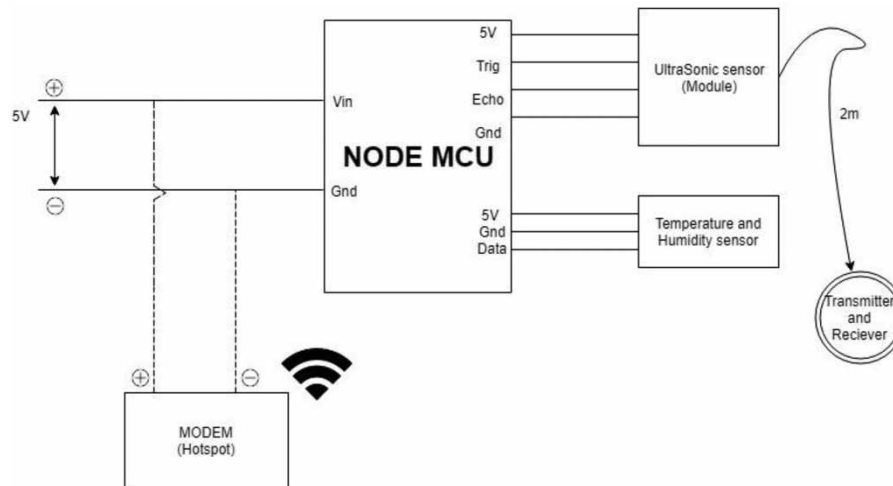 5V
Vin
Gnd
NODE MCU
5V
Trig
Echo
Gnd
5V
Gnd
Data
UltraSonic sensor
(Module)
2m
Temperature and
Humidity sensor
Transmitter
and
Reciever
MODEM
(Hotspot)